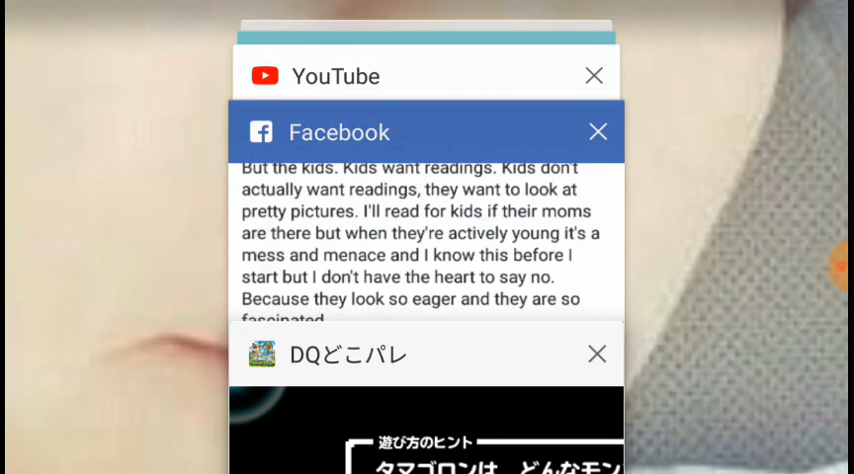 YouTube
Facebook
But the kids. Kids want readings. Kids don't
actually want readings, they want to look at
pretty pictures. I'll read for kids if their moms
are there but when they're actively young it's a
mess and menace and I know this before I
start but I don't have the heart to say no.
Because they look so eager and they are so
fascinated
DQどこパレ
遊び方のヒント
タマゴロンは、どんなモン